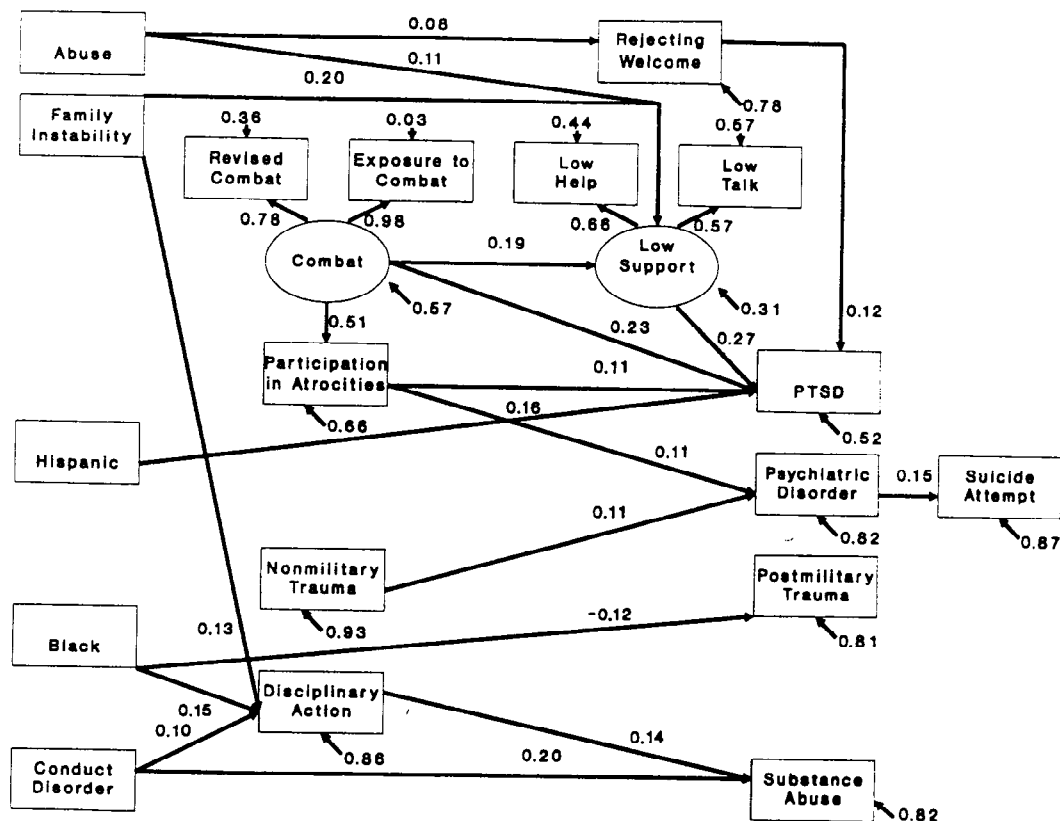 0.08
Abuse
Rejecting
Welcome
0.11
0.20
0.78
Family
Instability
0.36
0.03
0.44
0.57
Revised
Combat
Exposure to
Combat
Low
Help
Low
Talk
0.78
0.98
0.66
0.57
0.19
Combat
Low
Support
0.57
0.31
0.51
0.23
0.27
0.12
Participation
in Atrocities
0.11
PTSD
0.66
0.16
0.52
Hispanic
0.11
Psychiatric
Disorder
0.15
Suicide
Attempt
0.11
0.82
0.87
Nonmilitary
Trauma
Postmilitary
Trauma
0.93
-0.12
0.81
Black
0.13
Disciplinary
Action
0.15
0.10
0.86
0.14
0.20
Conduct
Disorder
Substance
Abuse
0.82